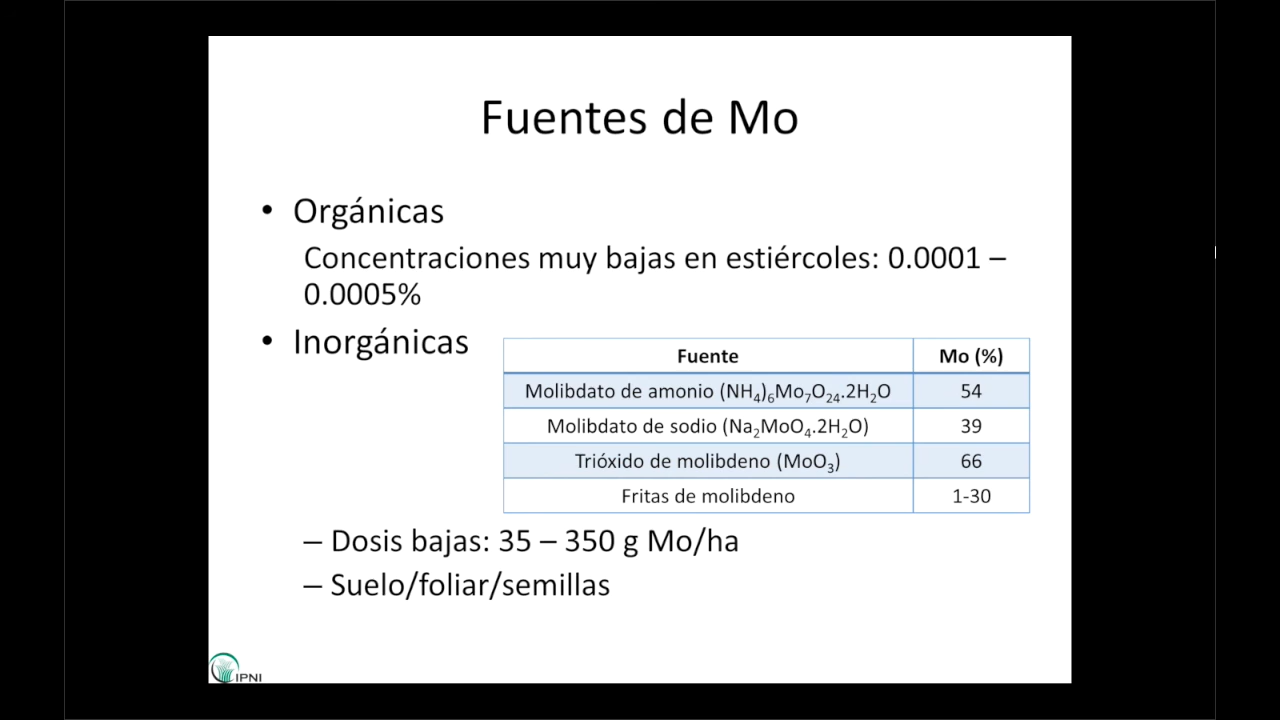 Fuentes de Mo
• Orgánicas
Concentraciones muy bajas en estiércoles: 0.0001 –
0.0005%
• Inorgánicas
Fuente Mo (%)
Molibdato de amonio (NH₄)₆Mo₇O₂₄.2H₂O 54
Molibdato de sodio (Na₂MoO₄.2H₂O) 39
Trióxido de molibdeno (MoO₃) 66
Fritas de molibdeno 1-30
– Dosis bajas: 35 – 350 g Mo/ha
– Suelo/foliar/semillas
IPNI